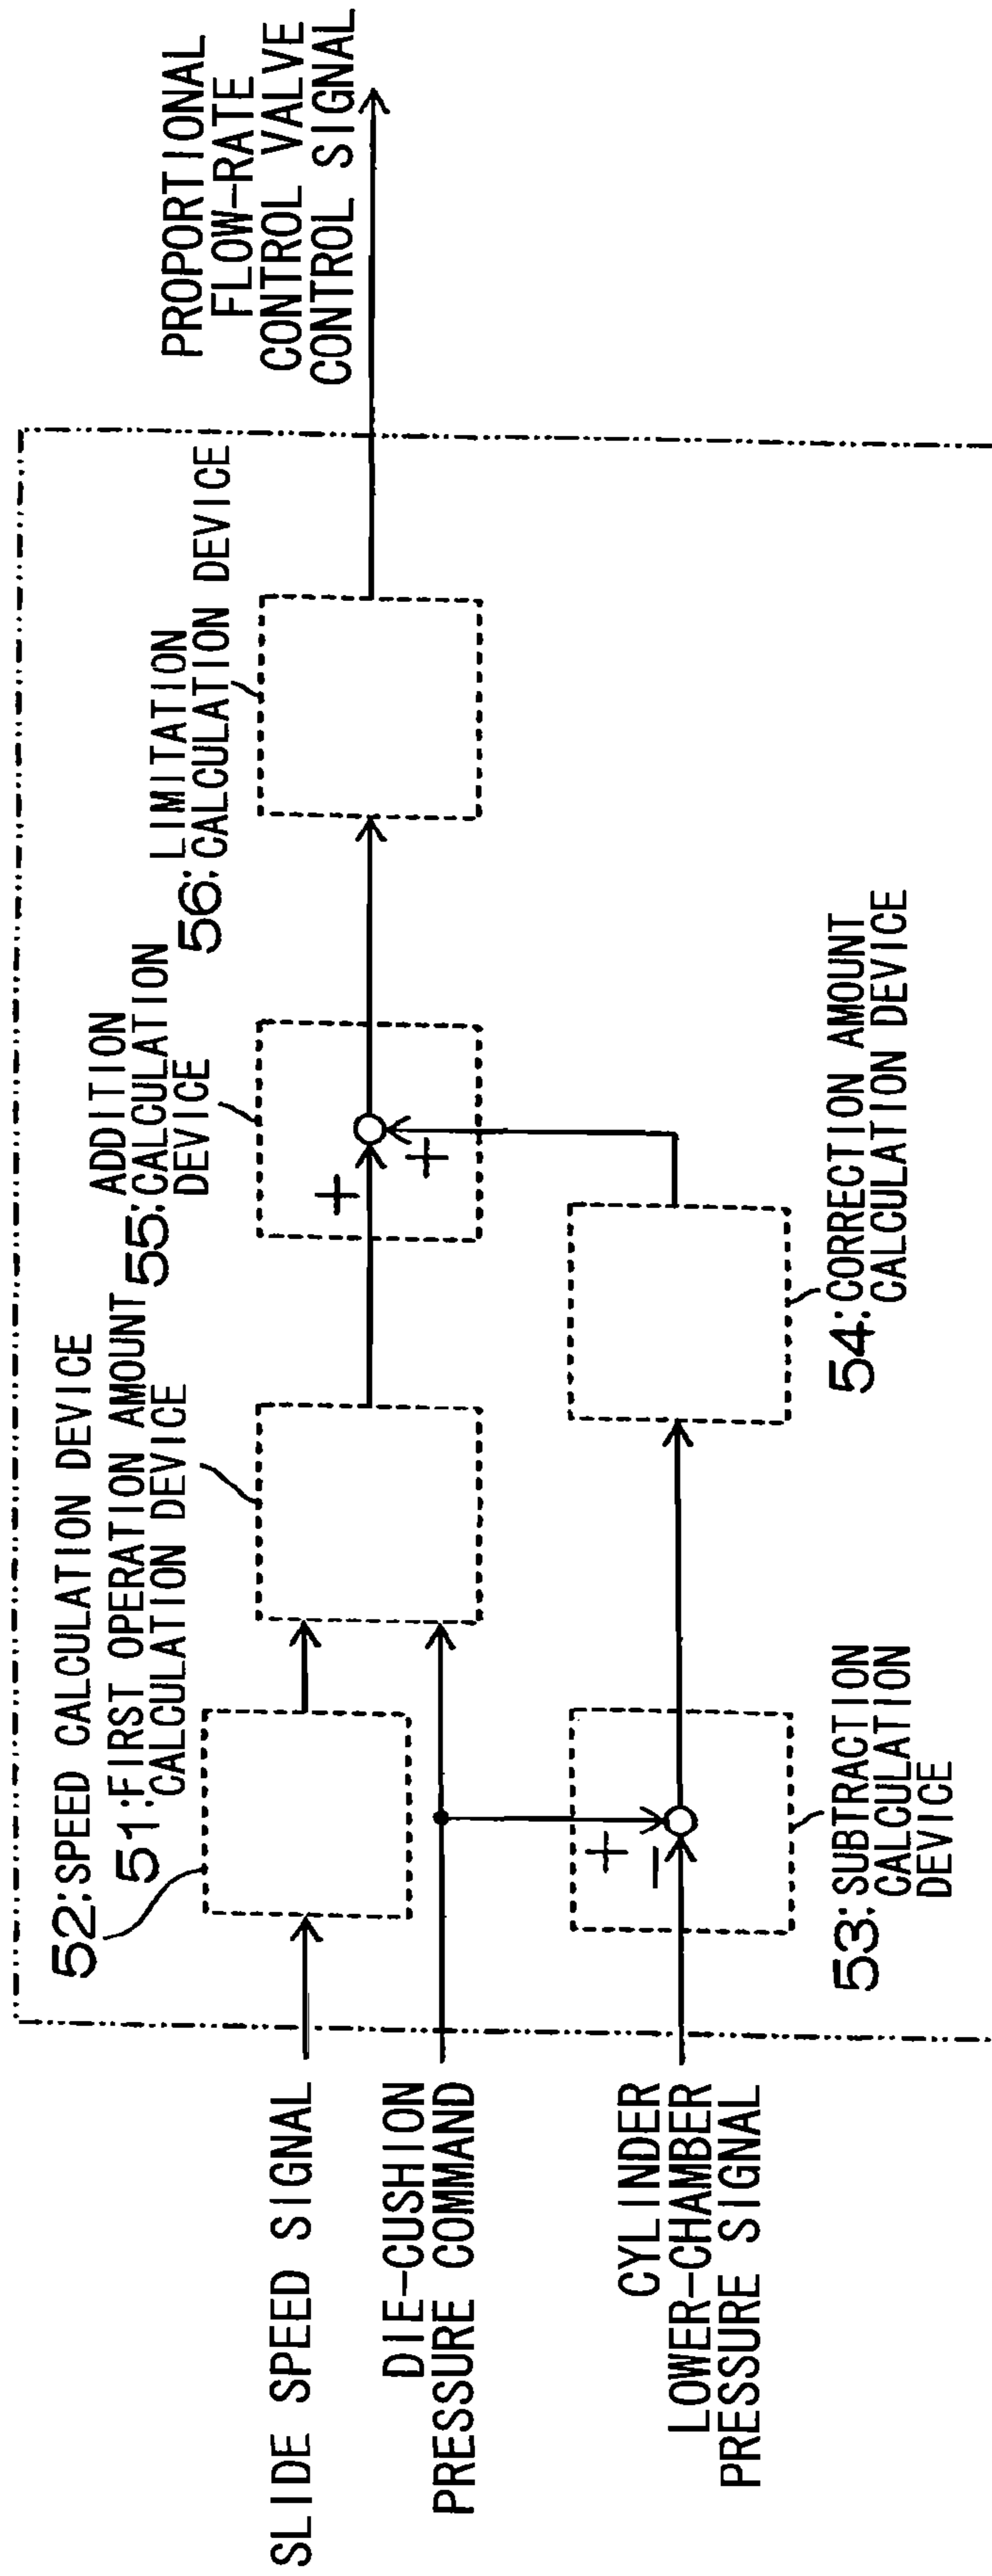 52:SPEED CALCULATION DEVICE
51:FIRST OPERATION AMOUNT
CALCULATION DEVICE
ADDITION
55:CALCULATION
DEVICE
LIMITATION
56:CALCULATION DEVICE
PROPORTIONAL
FLOW-RATE
CONTROL VALVE
CONTROL SIGNAL
SLIDE SPEED SIGNAL
DIE-CUSHION
PRESSURE COMMAND
CYLINDER
LOWER-CHAMBER
PRESSURE SIGNAL
+
+
+
−
53:SUBTRACTION
CALCULATION
DEVICE
54:CORRECTION AMOUNT
CALCULATION DEVICE